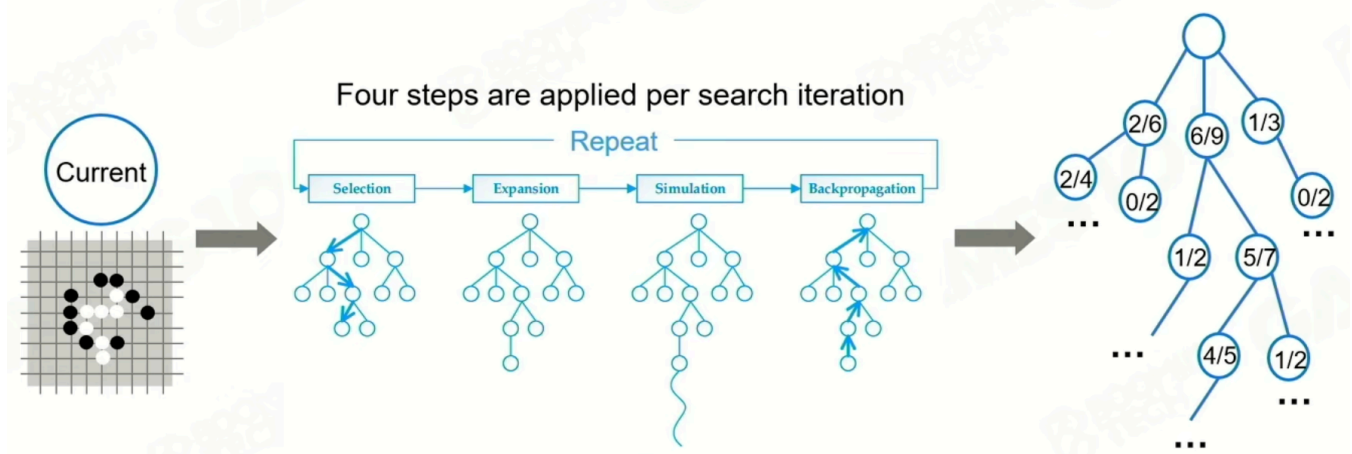 Four steps are applied per search iteration
Repeat
Current
Selection
Expansion
Simulation
Backpropagation
2/6
6/9
1/3
2/4
0/2
0/2
...
...
1/2
5/7
...
4/5
1/2
...
...